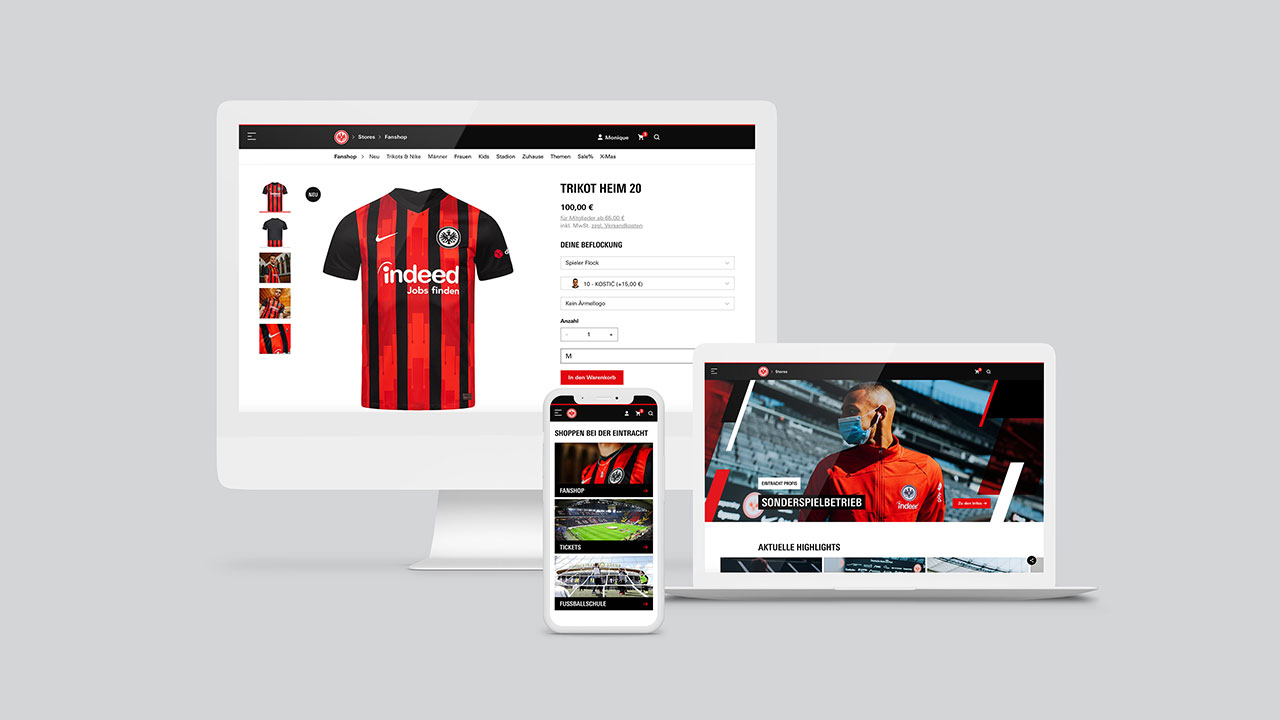 Stores Fanshop
Monique
Fanshop Neu Trikots & Nike Männer Frauen Kids Stadion Zuhause Themen Sale% X-Mas
NEU
indeed
Jobs finden
TRIKOT HEIM 20
100,00 €
für Mitglieder ab 65,00 €
inkl. MwSt. zzgl. Versandkosten
DEINE BEFLOCKUNG
Spieler Flock
10 - KOSTIĆ (+15,00 €)
Kein Ärmellogo
Anzahl
- 1 +
M
In den Warenkorb
SHOPPEN BEI DER EINTRACHT
FANSHOP
TICKETS
FUSSBALLSCHULE
Stores
EINTRACHT PROFIS
SONDERSPIELBETRIEB
indeed
Zu den Infos
AKTUELLE HIGHLIGHTS